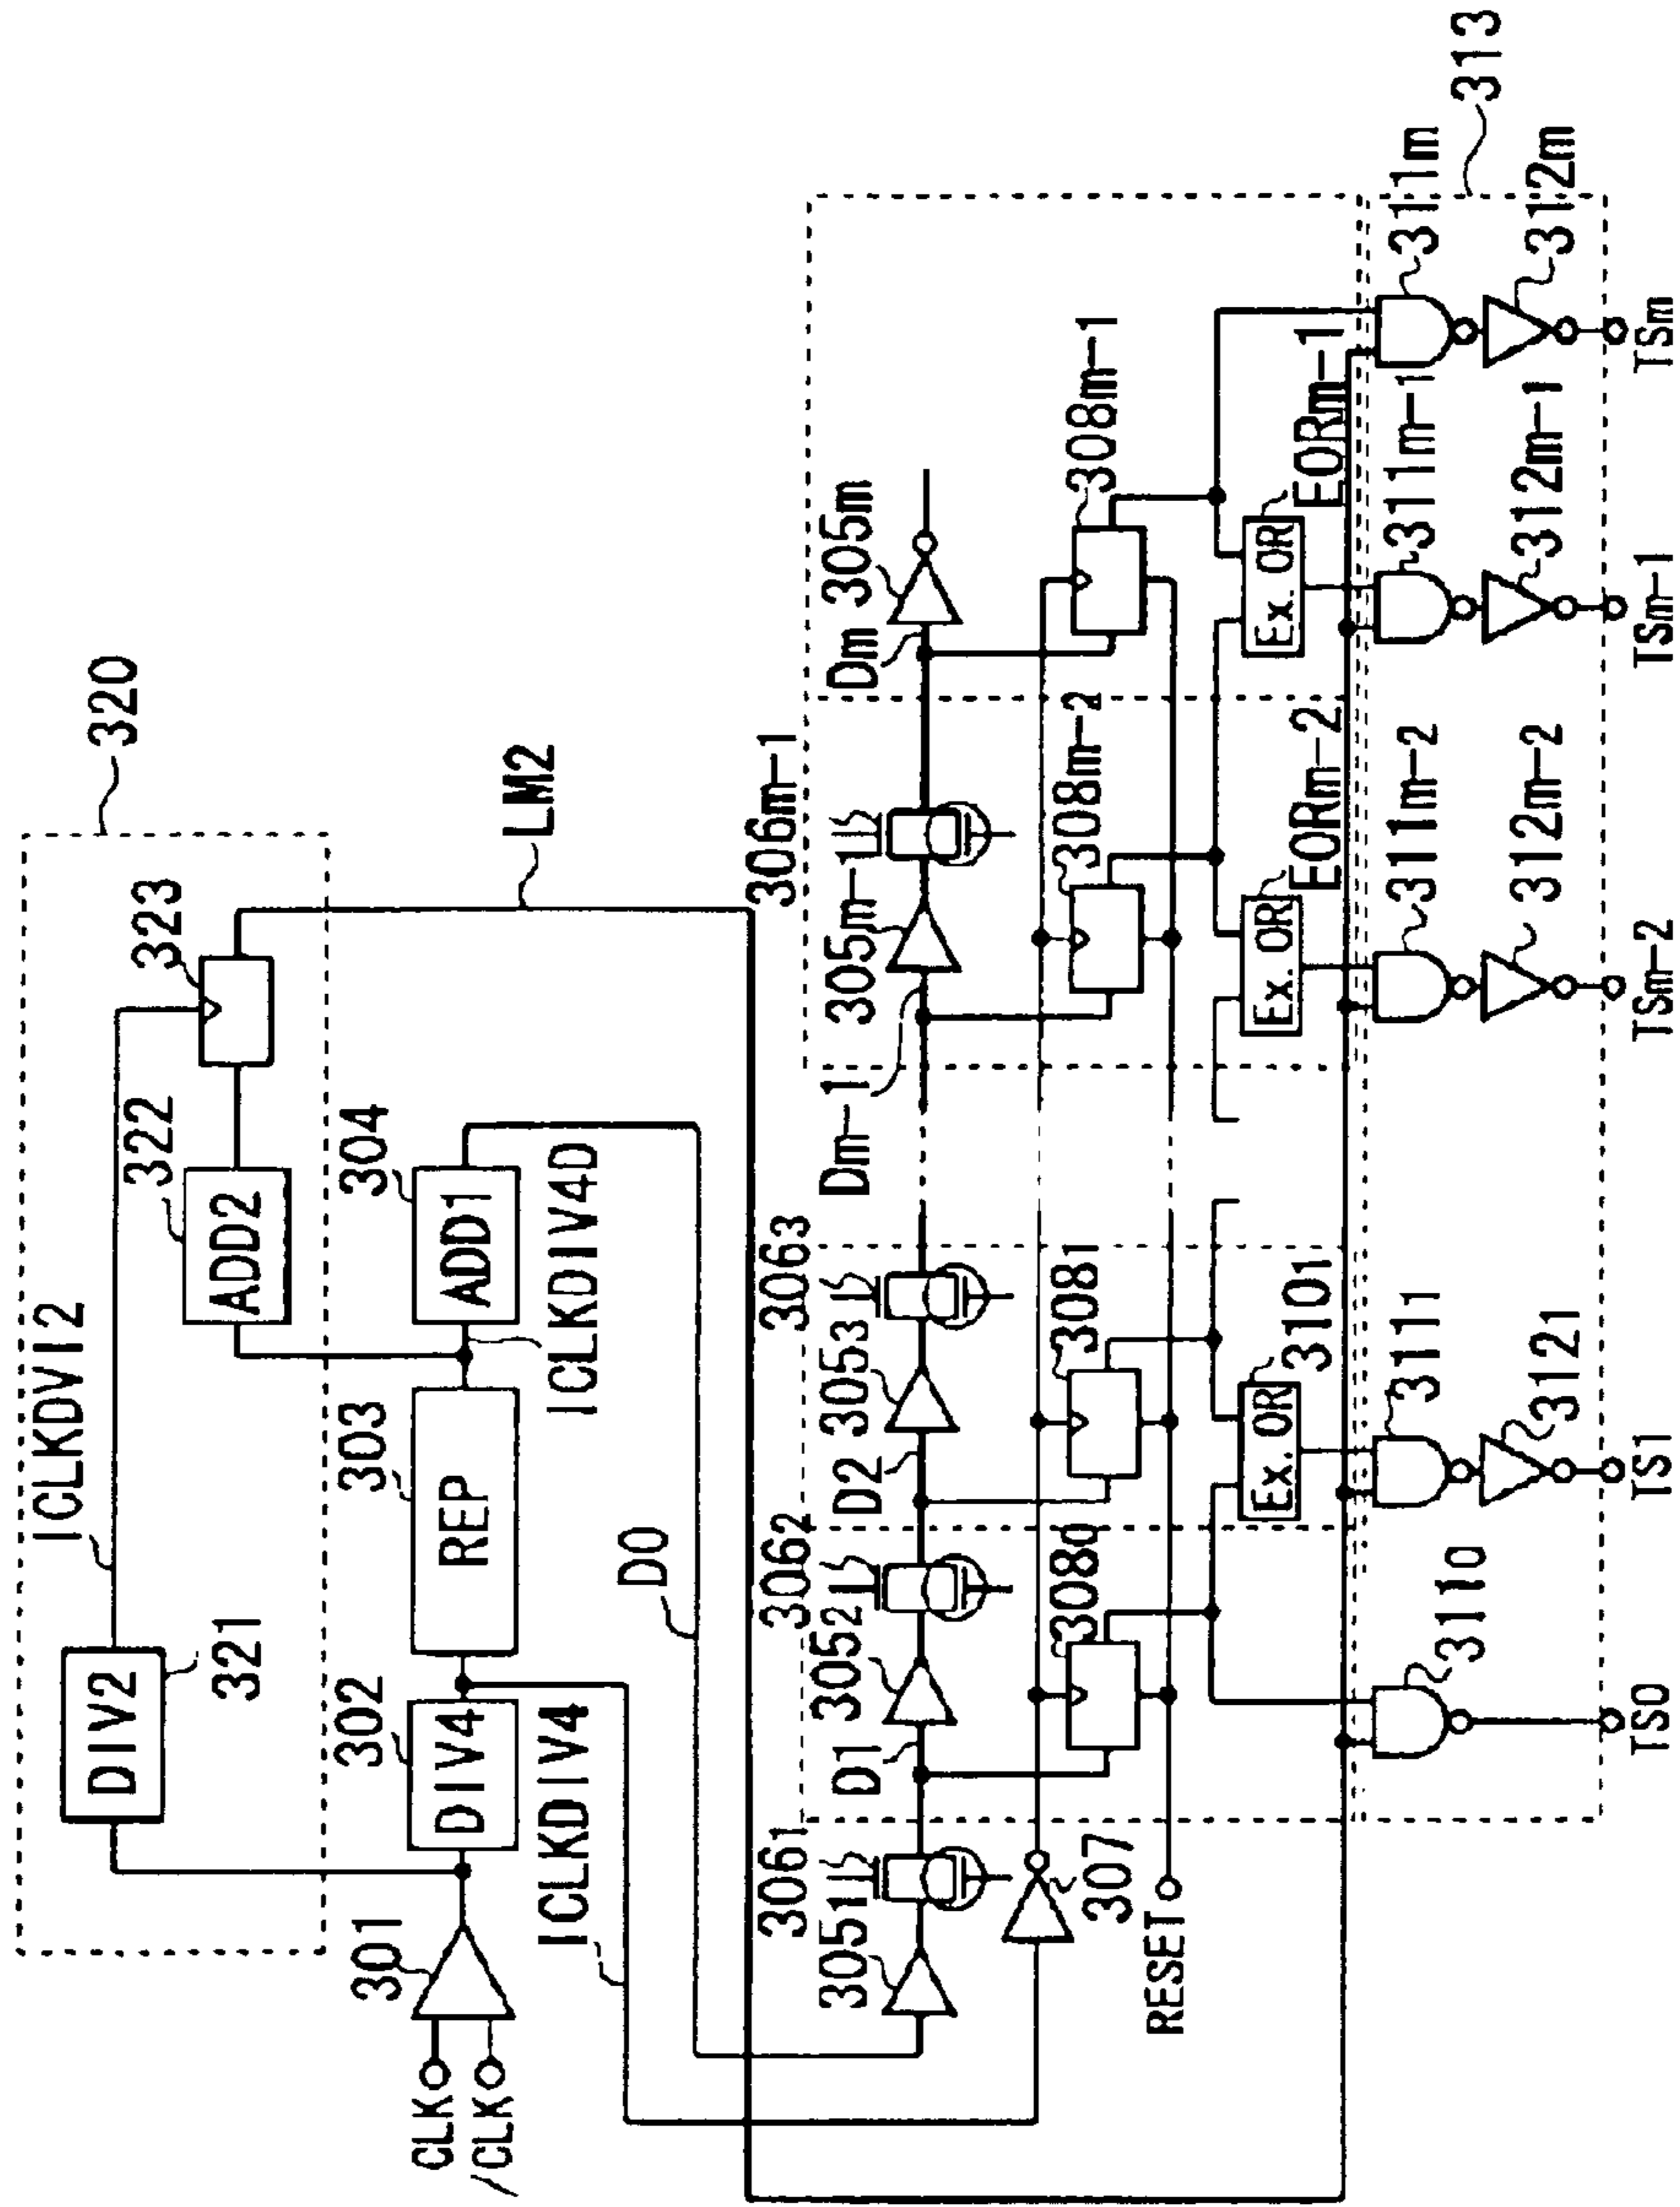 320
ICLKDVI2
DIV2
321
322
ADD2
323
LM2
CLK
/CLK
301
302
DIV4
303
REP
304
ADD1
ICLKDIV4
ICLKDIV4D
D0
3051
3061
D1
3052
3062
D2
3053
3063
Dm-1
305m-1
306m-1
Dm
305m
307
3080
3081
308m-2
308m-1
RESET
Ex. OR
3101
Ex. OR
EORm-2
Ex. OR
EORm-1
313
3110
3111
311m-2
311m-1
311m
3121
312m-2
312m-1
312m
TS0
TS1
TSm-2
TSm-1
TSm